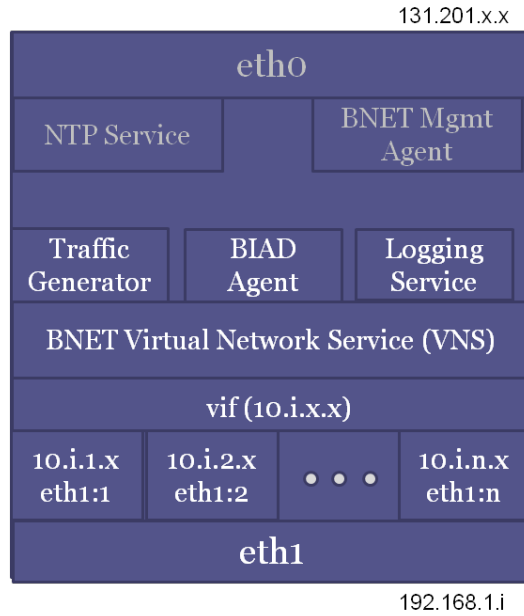 131.201.x.x
eth0
NTP Service
BNET Mgmt
Agent
Traffic
Generator
BIAD
Agent
Logging
Service
BNET Virtual Network Service (VNS)
vif (10.i.x.x)
10.i.1.x
eth1:1
10.i.2.x
eth1:2
10.i.n.x
eth1:n
eth1
192.168.1.i